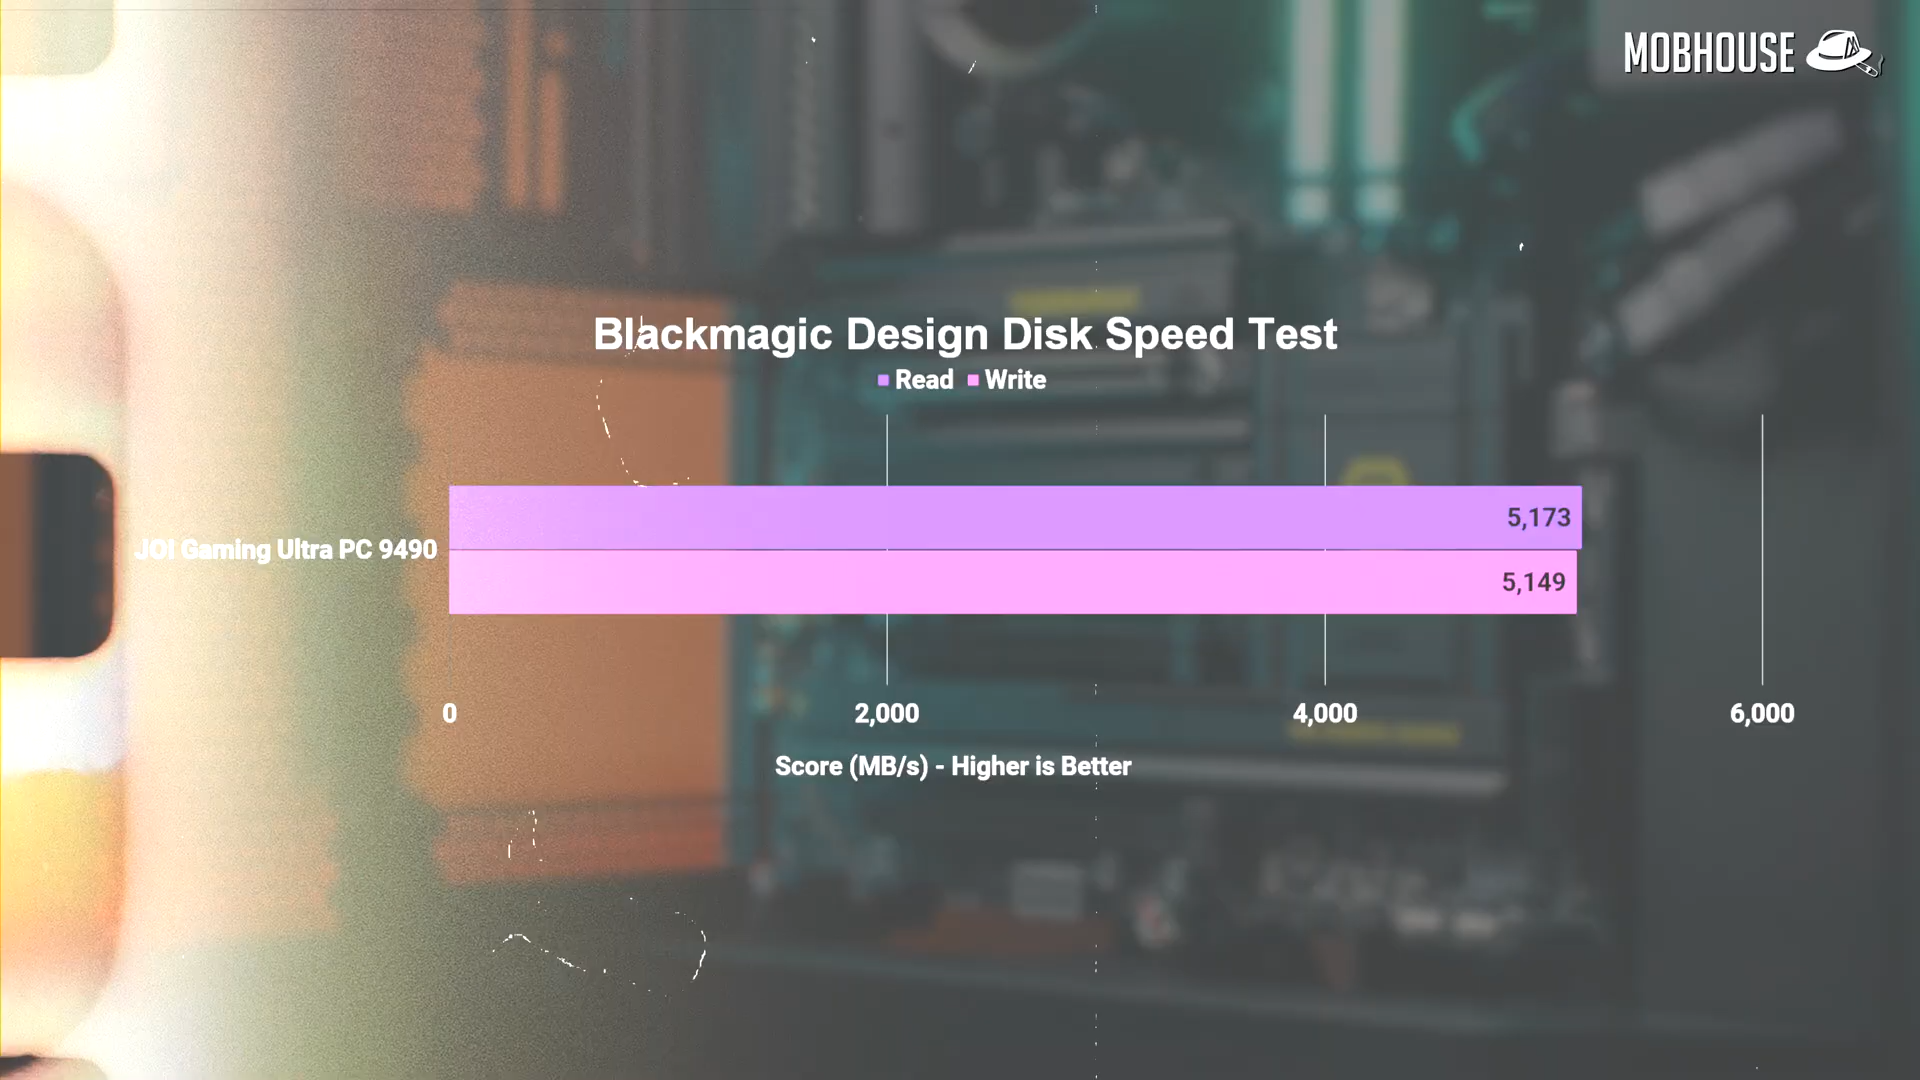 MOBHOUSE
Blackmagic Design Disk Speed Test
Read Write
5,173
JOI Gaming Ultra PC 9490
5,149
0 2,000 4,000 6,000
Score (MB/s) - Higher is Better